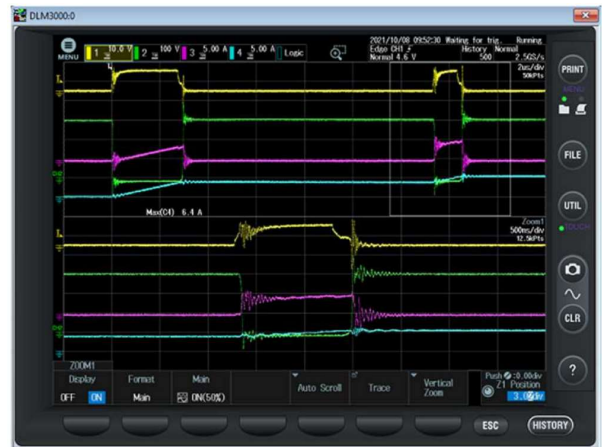 DLM3000:0
2021/10/08 09:52:30 Waiting for trig. Running
MENU
1 10.0 V
2 100 V
3 5.00 A
4 5.00 A
Logic
Edge CH1
Normal 4.6 V
History Normal
500 2.5GS/s
2us/div
50kPts
Max(C4) 6.4 A
Zoom1
500ns/div
12.5kPts
ZOOM1
Display
OFF ON
Format
Main
Main
ON(50%)
Auto Scroll
Trace
Vertical
Zoom
Push :0.00div
Z1 Position
PRINT
MENU
FILE
UTIL
TOUCH
CLR
?
ESC
HISTORY